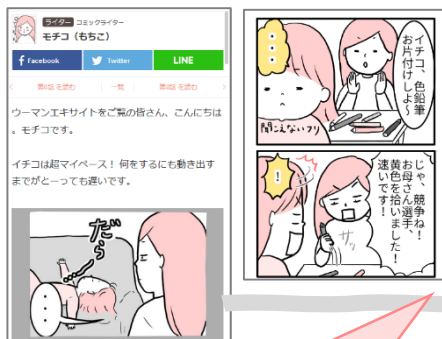 ライター コミックライター
モチコ（もちこ）
Facebook
Twitter
LINE
一覧
ウーマンエキサイトをご覧の皆さん、こんにちは
。モチコです。
イチコは超マイペース！ 何をするにも動き出す
までがとーっても遅いです。
だら
・・・
イチコ、色鉛筆
お片付けしよ〜
・・・
聞こえないフリ
じゃ、競争ね！
お母さん選手、
黄色を拾いました！
速いです！
！
サッ